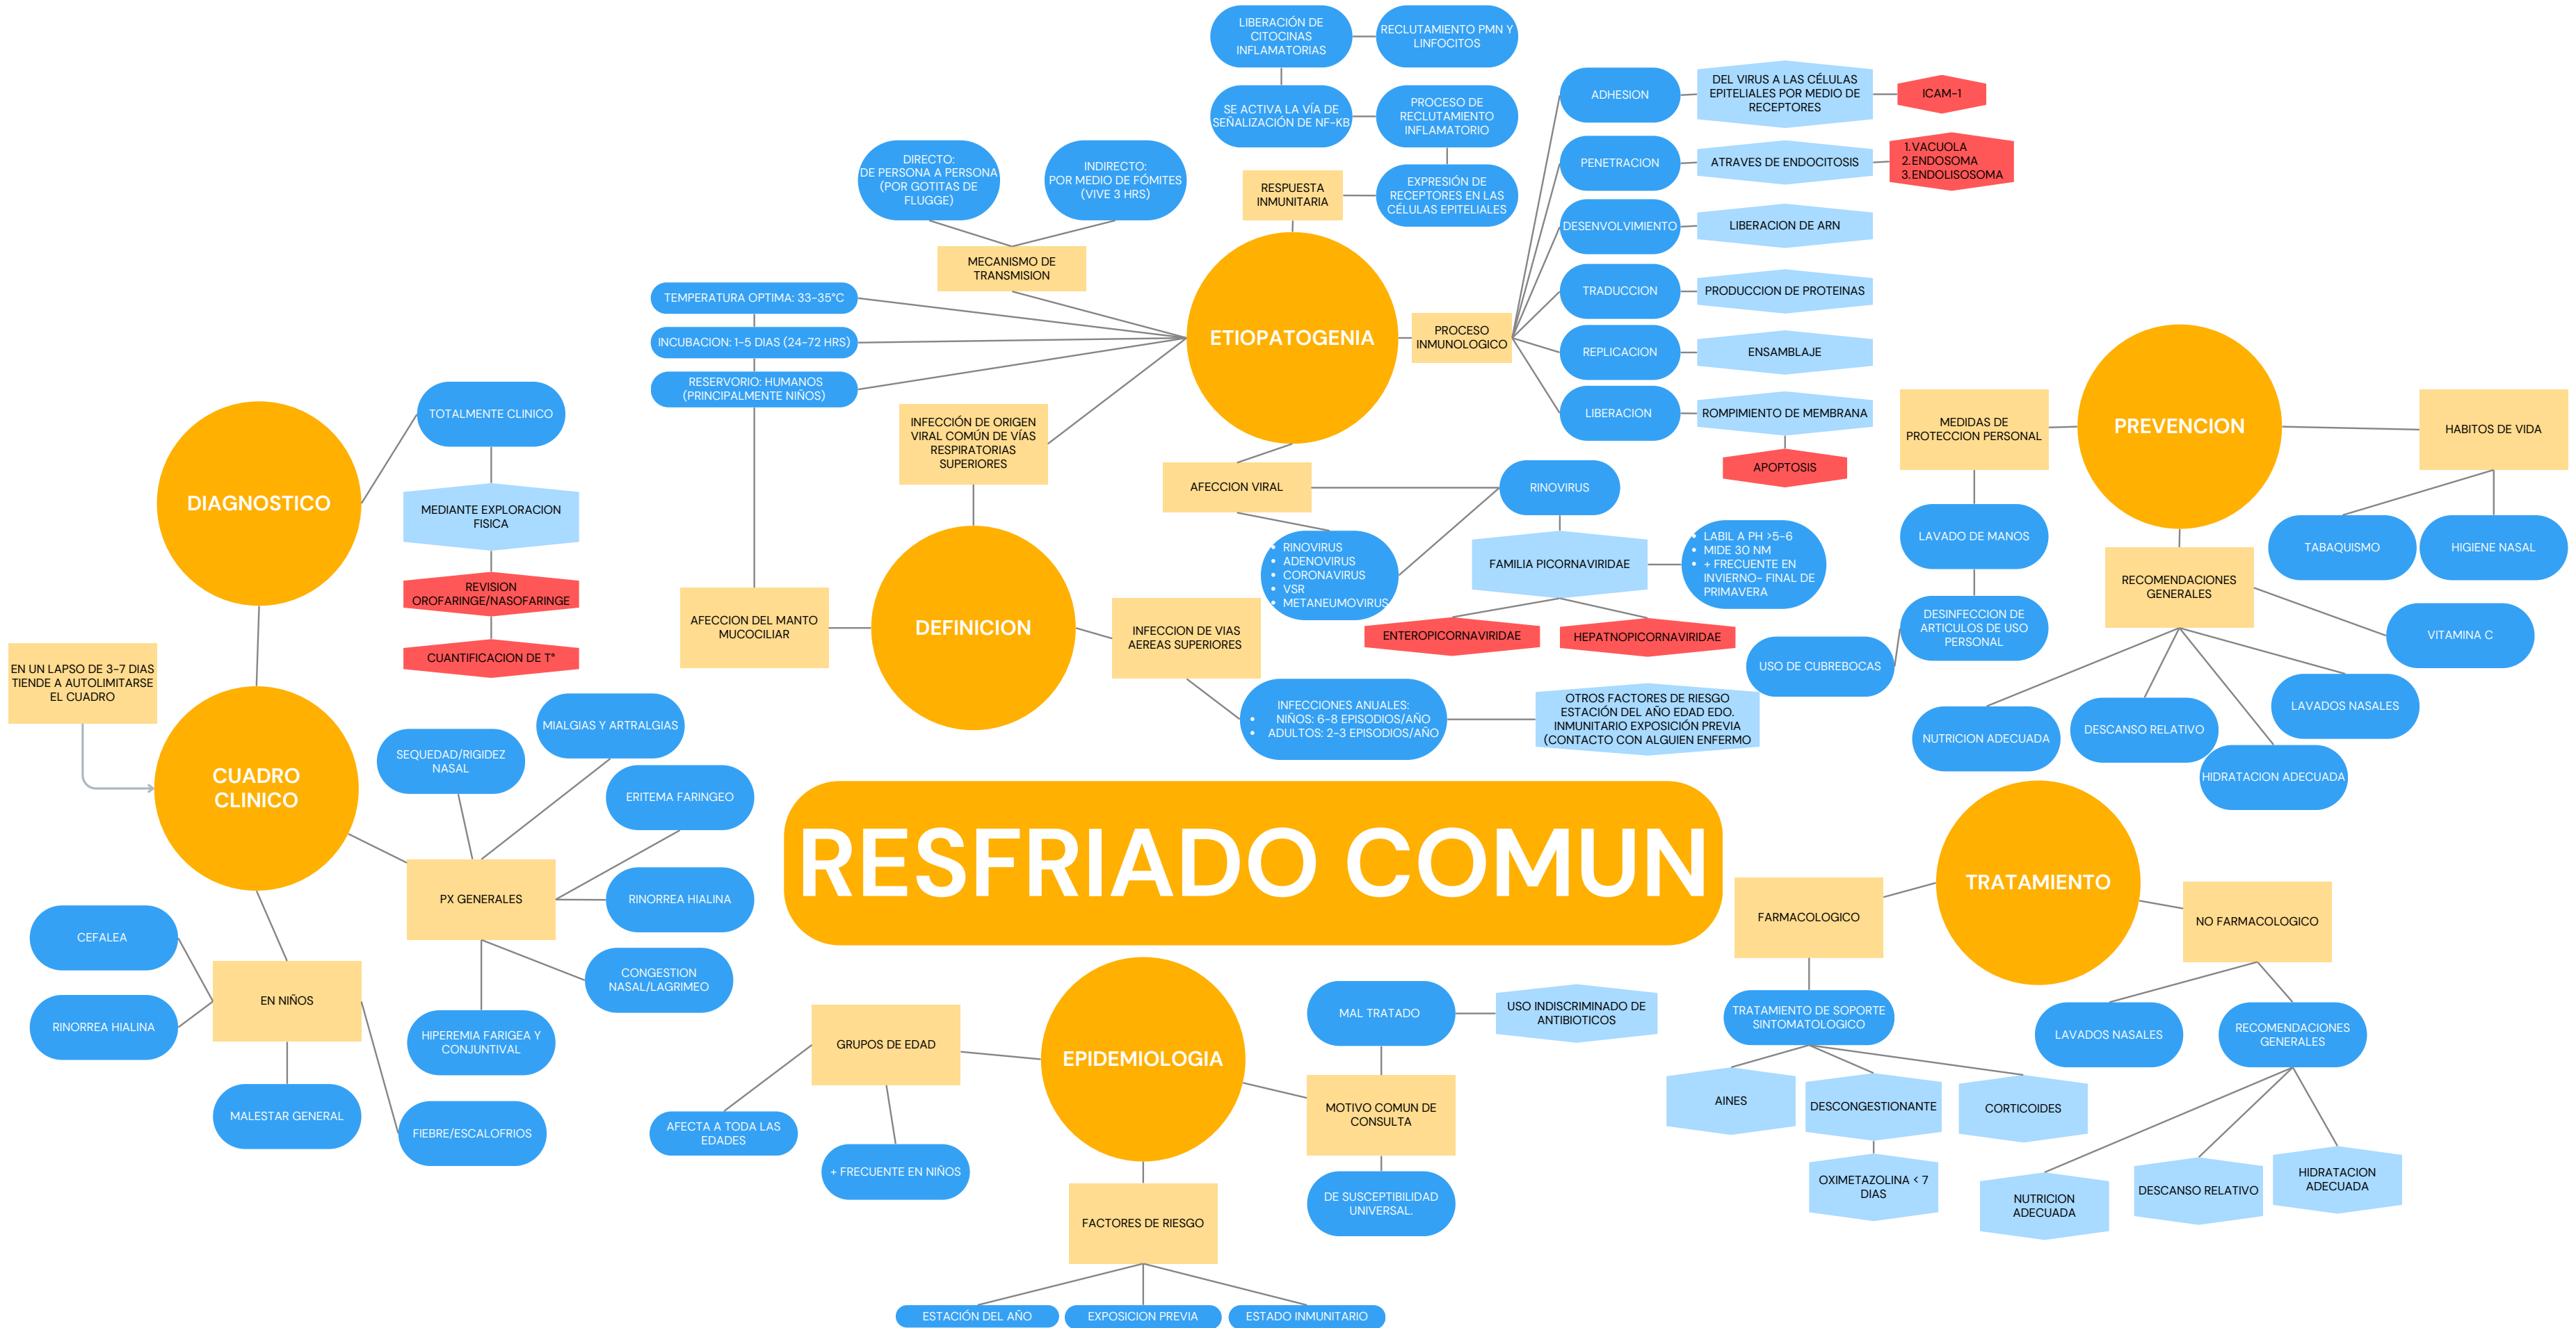 LIBERACIÓN DE
CITOCINAS
INFLAMATORIAS
RECLUTAMIENTO PMN Y
LINFOCITOS
SE ACTIVA LA VÍA DE
SEÑALIZACIÓN DE NF-KB
PROCESO DE
RECLUTAMIENTO
INFLAMATORIO
RESPUESTA
INMUNITARIA
EXPRESIÓN DE
RECEPTORES EN LAS
CÉLULAS EPITELIALES
DIRECTO:
DE PERSONA A PERSONA
(POR GOTITAS DE
FLUGGE)
INDIRECTO:
POR MEDIO DE FÓMITES
(VIVE 3 HRS)
MECANISMO DE
TRANSMISION
TEMPERATURA OPTIMA: 33-35°C
INCUBACION: 1-5 DIAS (24-72 HRS)
RESERVORIO: HUMANOS
(PRINCIPALMENTE NIÑOS)
ETIOPATOGENIA
PROCESO
INMUNOLOGICO
ADHESION
DEL VIRUS A LAS CÉLULAS
EPITELIALES POR MEDIO DE
RECEPTORES
ICAM-1
PENETRACION
ATRAVES DE ENDOCITOSIS
1. VACUOLA
2. ENDOSOMA
3. ENDOLISOSOMA
DESENVOLVIMIENTO
LIBERACION DE ARN
TRADUCCION
PRODUCCION DE PROTEINAS
REPLICACION
ENSAMBLAJE
LIBERACION
ROMPIMIENTO DE MEMBRANA
APOPTOSIS
INFECCIÓN DE ORIGEN
VIRAL COMÚN DE VÍAS
RESPIRATORIAS
SUPERIORES
AFECCION VIRAL
RINOVIRUS
• RINOVIRUS
• ADENOVIRUS
• CORONAVIRUS
• VSR
• METANEUMOVIRUS
FAMILIA PICORNAVIRIDAE
• LABIL A PH >5-6
• MIDE 30 NM
• + FRECUENTE EN
INVIERNO- FINAL DE
PRIMAVERA
ENTEROPICORNAVIRIDAE
HEPATNOPICORNAVIRIDAE
DEFINICION
AFECCION DEL MANTO
MUCOCILIAR
INFECCION DE VIAS
AEREAS SUPERIORES
INFECCIONES ANUALES:
• NIÑOS: 6-8 EPISODIOS/AÑO
• ADULTOS: 2-3 EPISODIOS/AÑO
OTROS FACTORES DE RIESGO
ESTACIÓN DEL AÑO EDAD EDO.
INMUNITARIO EXPOSICIÓN PREVIA
(CONTACTO CON ALGUIEN ENFERMO
DIAGNOSTICO
TOTALMENTE CLINICO
MEDIANTE EXPLORACION
FISICA
REVISION
OROFARINGE/NASOFARINGE
CUANTIFICACION DE T°
EN UN LAPSO DE 3-7 DIAS
TIENDE A AUTOLIMITARSE
EL CUADRO
CUADRO
CLINICO
SEQUEDAD/RIGIDEZ
NASAL
MIALGIAS Y ARTRALGIAS
ERITEMA FARINGEO
PX GENERALES
RINORREA HIALINA
CONGESTION
NASAL/LAGRIMEO
HIPEREMIA FARIGEA Y
CONJUNTIVAL
CEFALEA
RINORREA HIALINA
EN NIÑOS
MALESTAR GENERAL
FIEBRE/ESCALOFRIOS
PREVENCION
MEDIDAS DE
PROTECCION PERSONAL
LAVADO DE MANOS
DESINFECCION DE
ARTICULOS DE USO
PERSONAL
USO DE CUBREBOCAS
HABITOS DE VIDA
TABAQUISMO
HIGIENE NASAL
RECOMENDACIONES
GENERALES
VITAMINA C
LAVADOS NASALES
NUTRICION ADECUADA
DESCANSO RELATIVO
HIDRATACION ADECUADA
RESFRIADO COMUN
TRATAMIENTO
FARMACOLOGICO
TRATAMIENTO DE SOPORTE
SINTOMATOLOGICO
AINES
DESCONGESTIONANTE
CORTICOIDES
OXIMETAZOLINA < 7
DIAS
NO FARMACOLOGICO
LAVADOS NASALES
RECOMENDACIONES
GENERALES
NUTRICION
ADECUADA
DESCANSO RELATIVO
HIDRATACION
ADECUADA
EPIDEMIOLOGIA
GRUPOS DE EDAD
AFECTA A TODA LAS
EDADES
+ FRECUENTE EN NIÑOS
MAL TRATADO
USO INDISCRIMINADO DE
ANTIBIOTICOS
MOTIVO COMUN DE
CONSULTA
DE SUSCEPTIBILIDAD
UNIVERSAL.
FACTORES DE RIESGO
ESTACIÓN DEL AÑO
EXPOSICION PREVIA
ESTADO INMUNITARIO